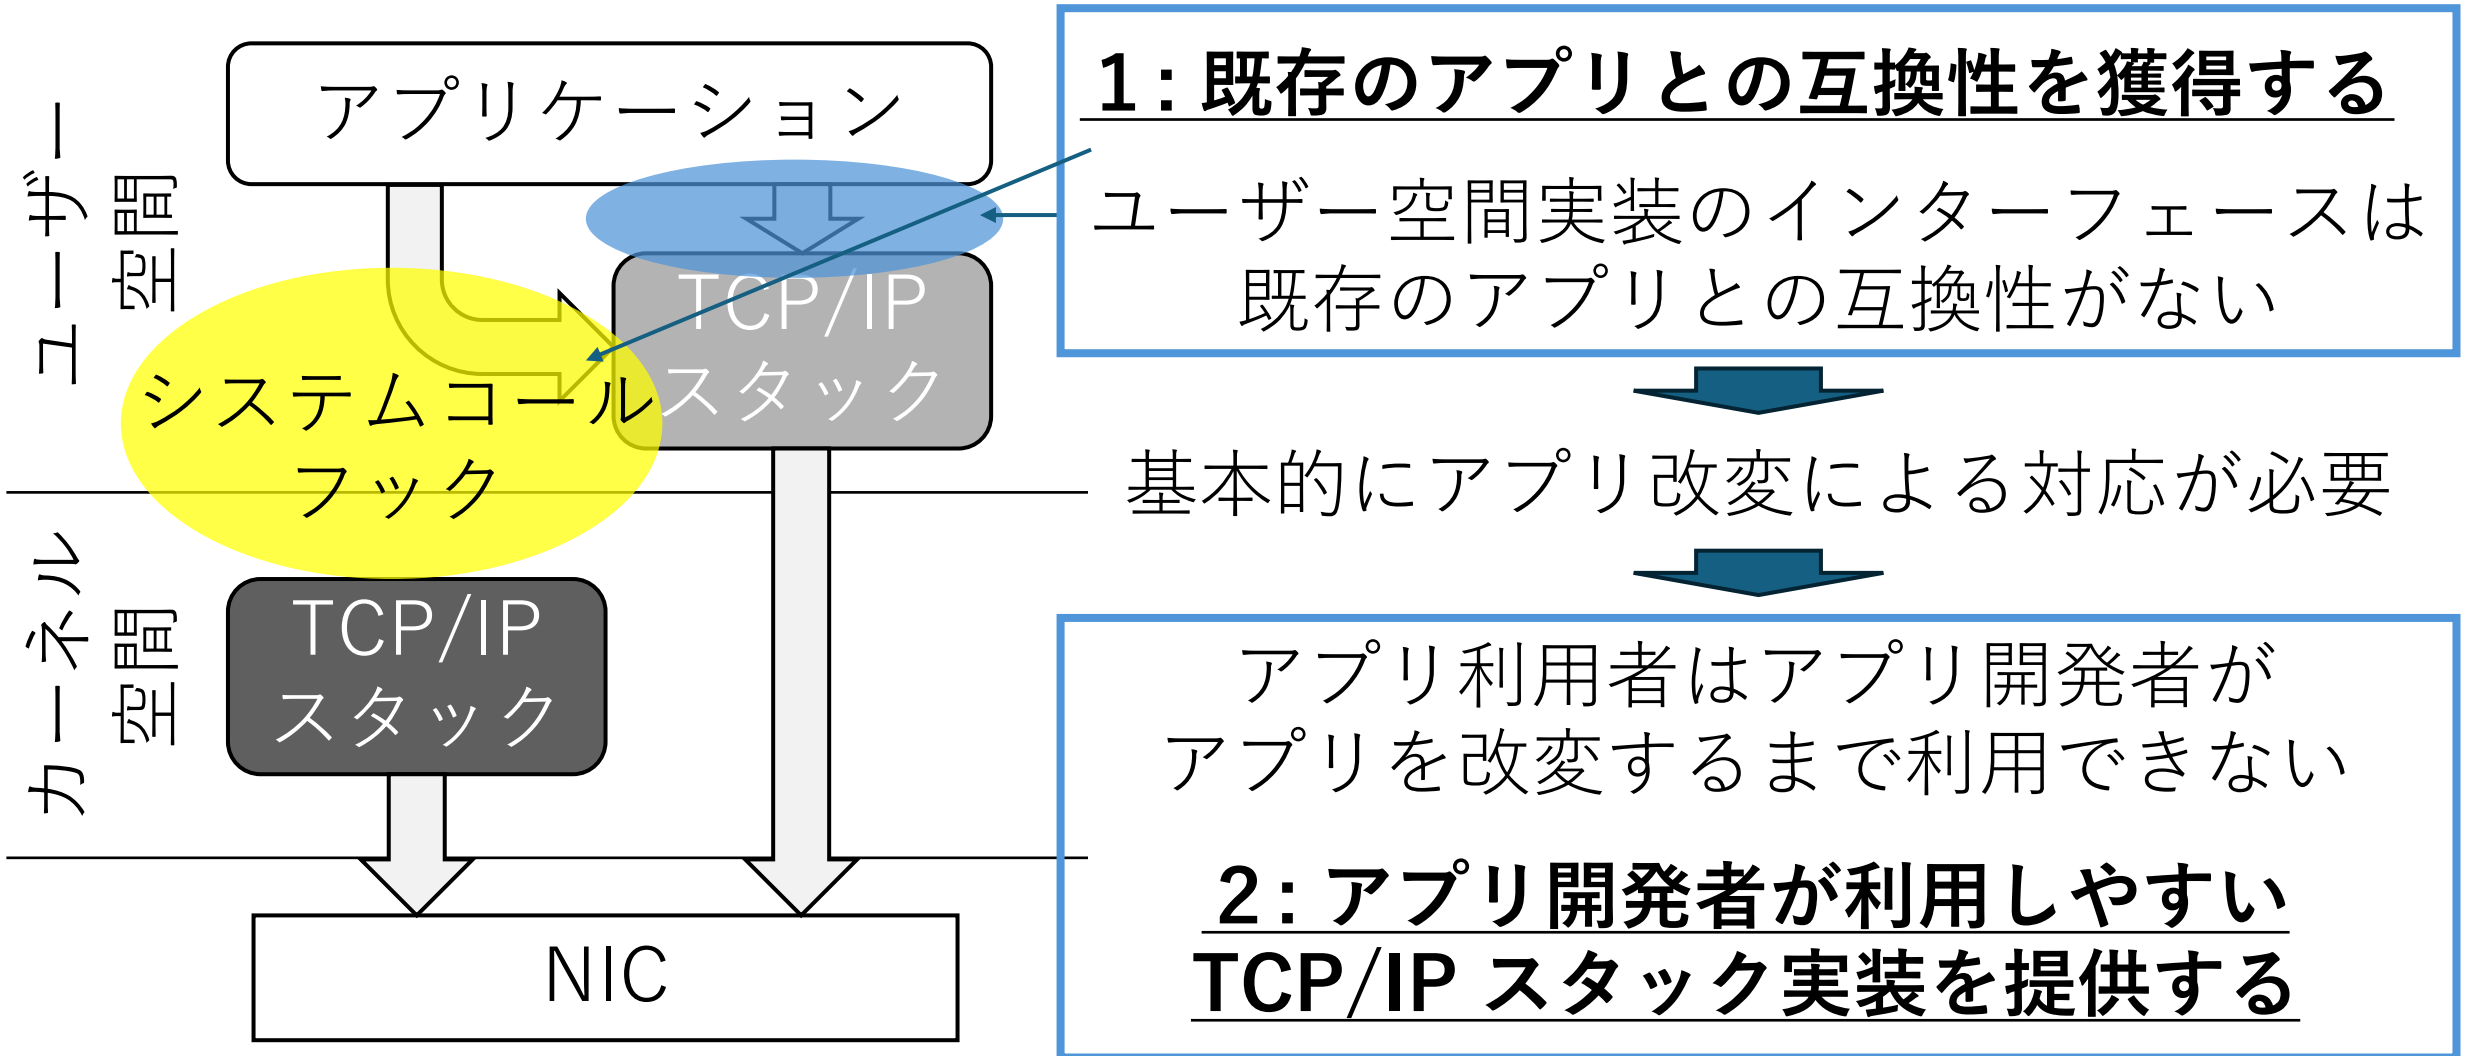 ユーザー
空間
アプリケーション
TCP/IP
スタック
システムコール
フック
カーネル
空間
TCP/IP
スタック
NIC
1：既存のアプリとの互換性を獲得する
ユーザー空間実装のインターフェースは
既存のアプリとの互換性がない
基本的にアプリ改変による対応が必要
アプリ利用者はアプリ開発者が
アプリを改変するまで利用できない
2：アプリ開発者が利用しやすい
TCP/IP スタック実装を提供する